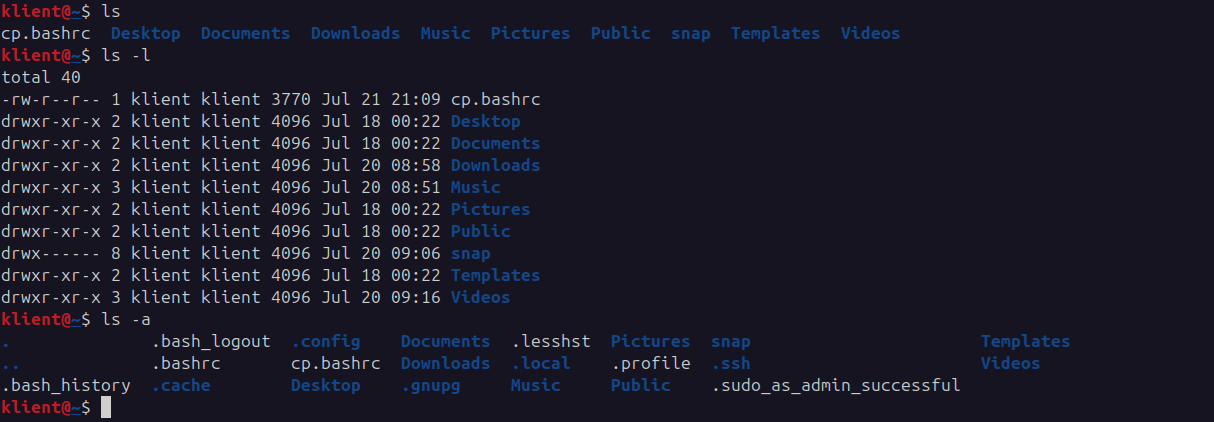 klient@~$ ls
cp.bashrc  Desktop  Documents  Downloads  Music  Pictures  Public  snap  Templates  Videos
klient@~$ ls -l
total 40
-rw-r--r-- 1 klient klient 3770 Jul 21 21:09 cp.bashrc
drwxr-xr-x 2 klient klient 4096 Jul 18 00:22 Desktop
drwxr-xr-x 2 klient klient 4096 Jul 18 00:22 Documents
drwxr-xr-x 2 klient klient 4096 Jul 20 08:58 Downloads
drwxr-xr-x 3 klient klient 4096 Jul 20 08:51 Music
drwxr-xr-x 2 klient klient 4096 Jul 18 00:22 Pictures
drwxr-xr-x 2 klient klient 4096 Jul 18 00:22 Public
drwx------ 8 klient klient 4096 Jul 20 09:06 snap
drwxr-xr-x 2 klient klient 4096 Jul 18 00:22 Templates
drwxr-xr-x 3 klient klient 4096 Jul 20 09:16 Videos
klient@~$ ls -a
.              .bash_logout  .config    Documents  .lesshst  Pictures  snap                       Templates
..             .bashrc       cp.bashrc  Downloads  .local    .profile  .ssh                       Videos
.bash_history  .cache        Desktop    .gnupg     Music     Public    .sudo_as_admin_successful
klient@~$